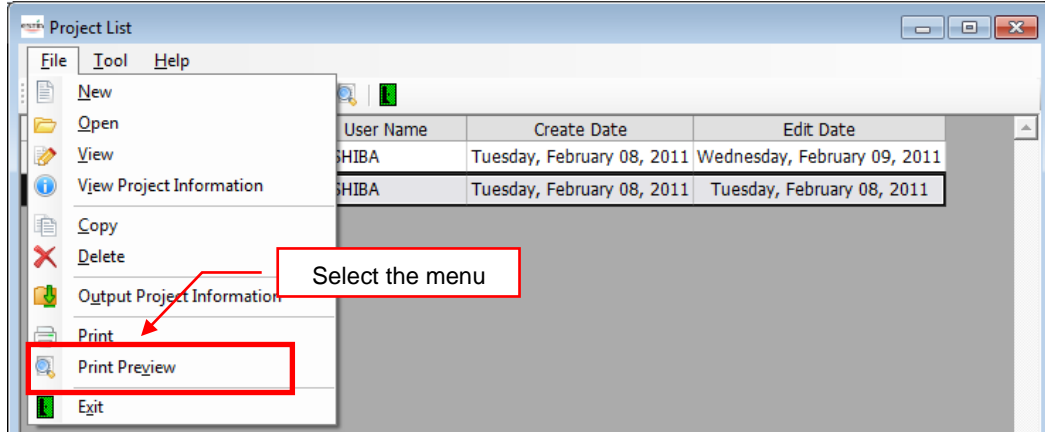 Project List
File Tool Help
New
Open
View
View Project Information
Copy
Delete
Output Project Information
Print
Print Preview
Exit
User Name Create Date Edit Date
SHIBA Tuesday, February 08, 2011 Wednesday, February 09, 2011
SHIBA Tuesday, February 08, 2011 Tuesday, February 08, 2011
Select the menu